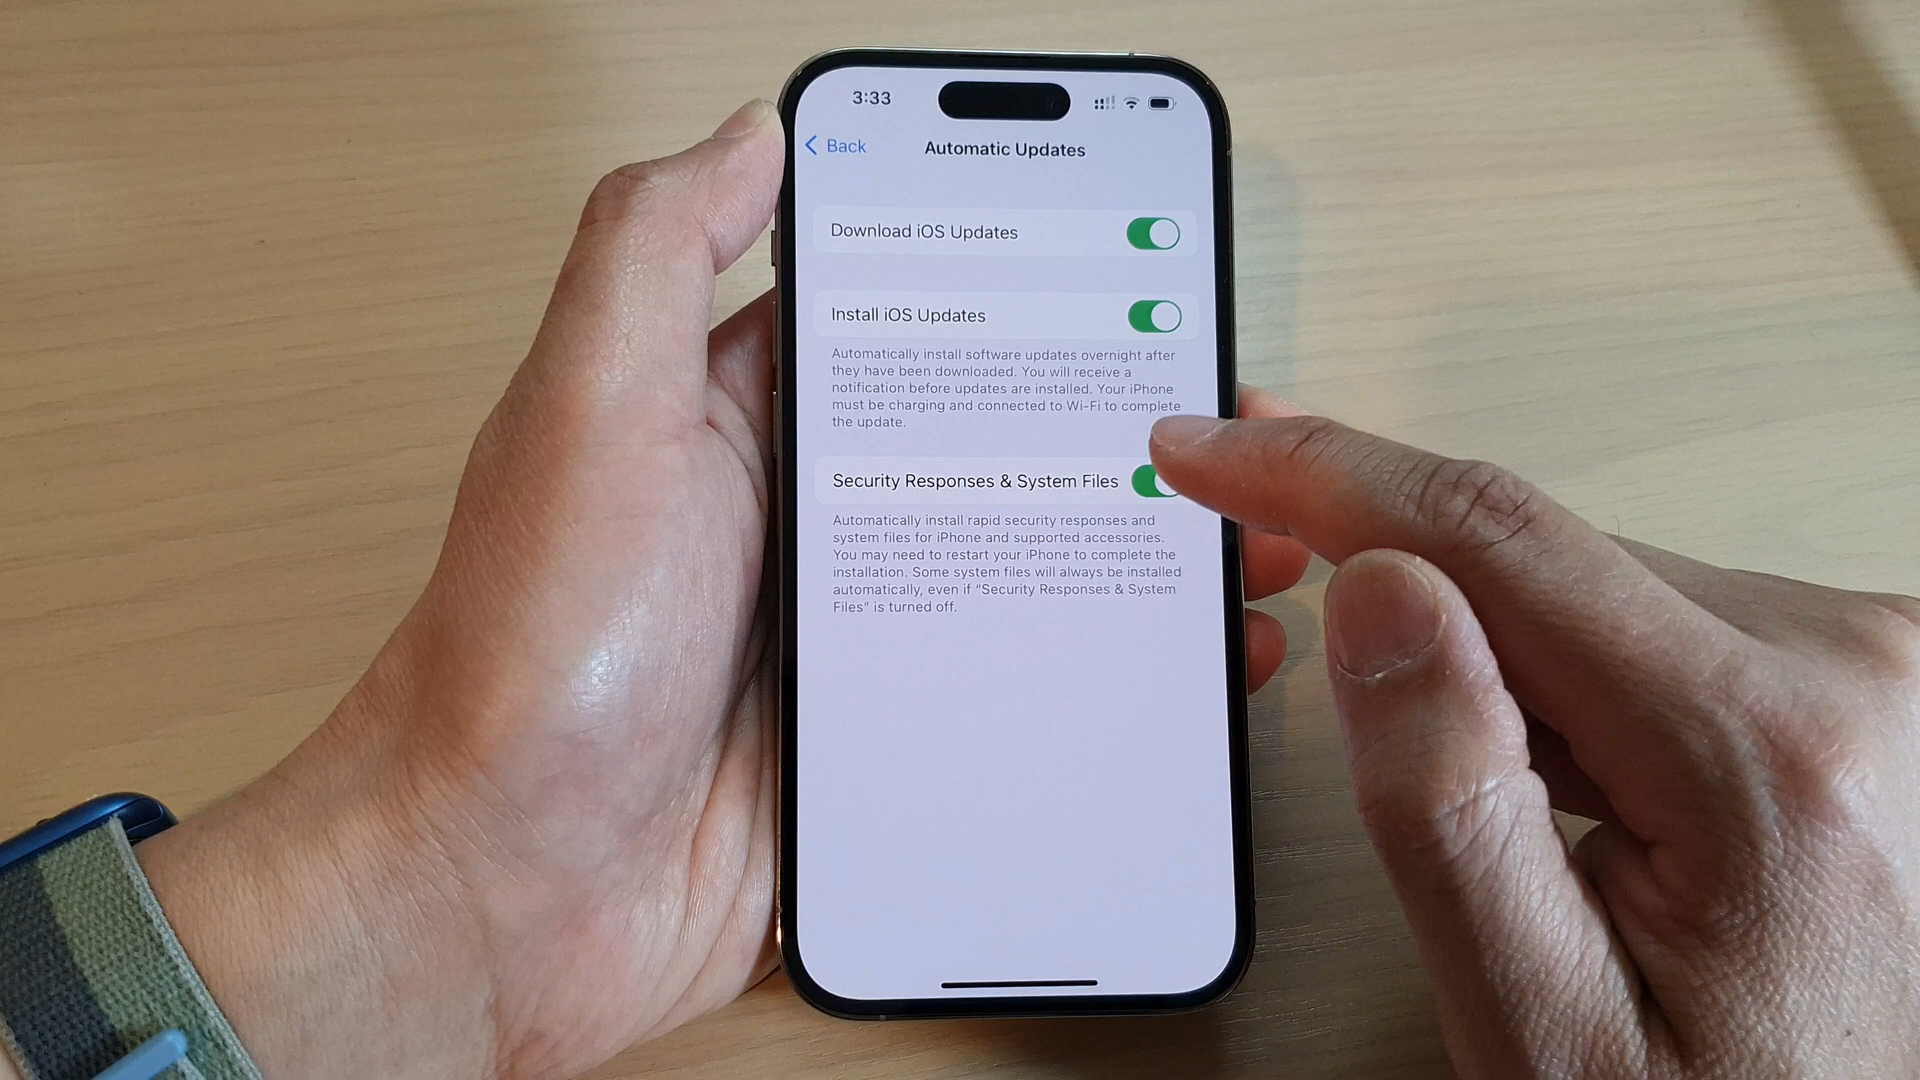 3:33
Back
Automatic Updates
Download iOS Updates
Install iOS Updates
Automatically install software updates overnight after
they have been downloaded. You will receive a
notification before updates are installed. Your iPhone
must be charging and connected to Wi-Fi to complete
the update.
Security Responses & System Files
Automatically install rapid security responses and
system files for iPhone and supported accessories.
You may need to restart your iPhone to complete the
installation. Some system files will always be installed
automatically, even if “Security Responses & System
Files” is turned off.